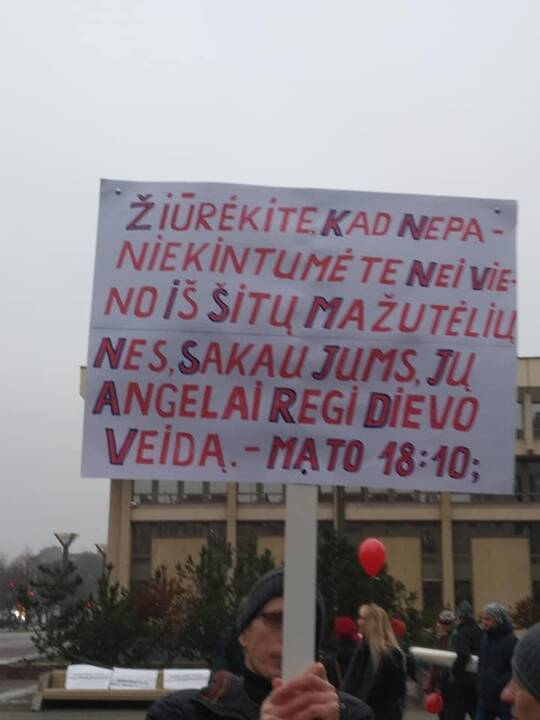 ŽIŪRĖKITE, KAD NEPA-
NIEKINTUMĖTE NEI VIE-
NO IŠ ŠITŲ MAŽUTĖLIŲ
NES, SAKAU JUMS, JŲ
ANGELAI REGI DIEVO
VEIDĄ. - MATO 18:10;